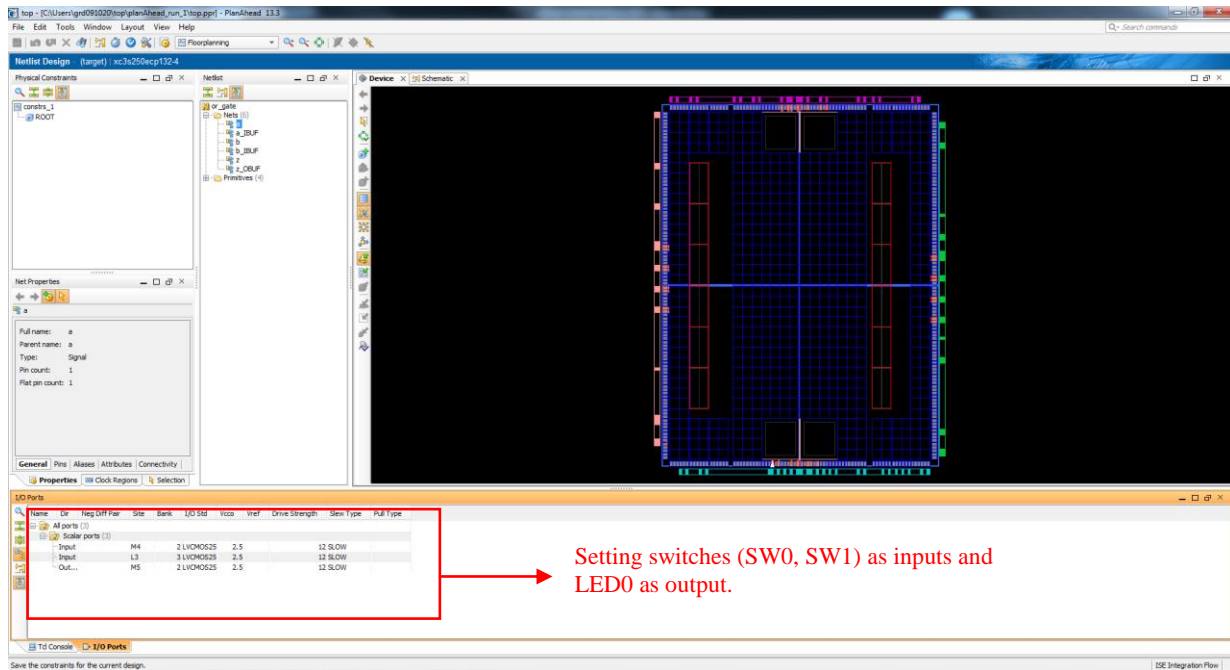 top - [C:\Users\grd091020\top\planAhead_run_1\top.ppr] - PlanAhead 13.3
File Edit Tools Window Layout View Help
Q- Search commands
Floorplanning
Netlist Design - (target) | xc3s250ecp132-4
Physical Constraints
Netlist
Device × Schematic ×
constrs_1
ROOT
or_gate
Nets (6)
a
a_IBUF
b
b_IBUF
z
z_OBUF
Primitives (4)
Net Properties
a
Full name: a
Parent name: a
Type: Signal
Pin count: 1
Flat pin count: 1
General Pins Aliases Attributes Connectivity
Properties Clock Regions Selection
I/O Ports
Name Dir Neg Diff Pair Site Bank I/O Std Vcco Vref Drive Strength Slew Type Pull Type
All ports (3)
Scalar ports (3)
Input M4 2 LVCMOS25 2.5 12 SLOW
Input L3 3 LVCMOS25 2.5 12 SLOW
Out... M5 2 LVCMOS25 2.5 12 SLOW
Setting switches (SW0, SW1) as inputs and
LED0 as output.
Tcl Console I/O Ports
Save the constraints for the current design.
ISE Integration Flow